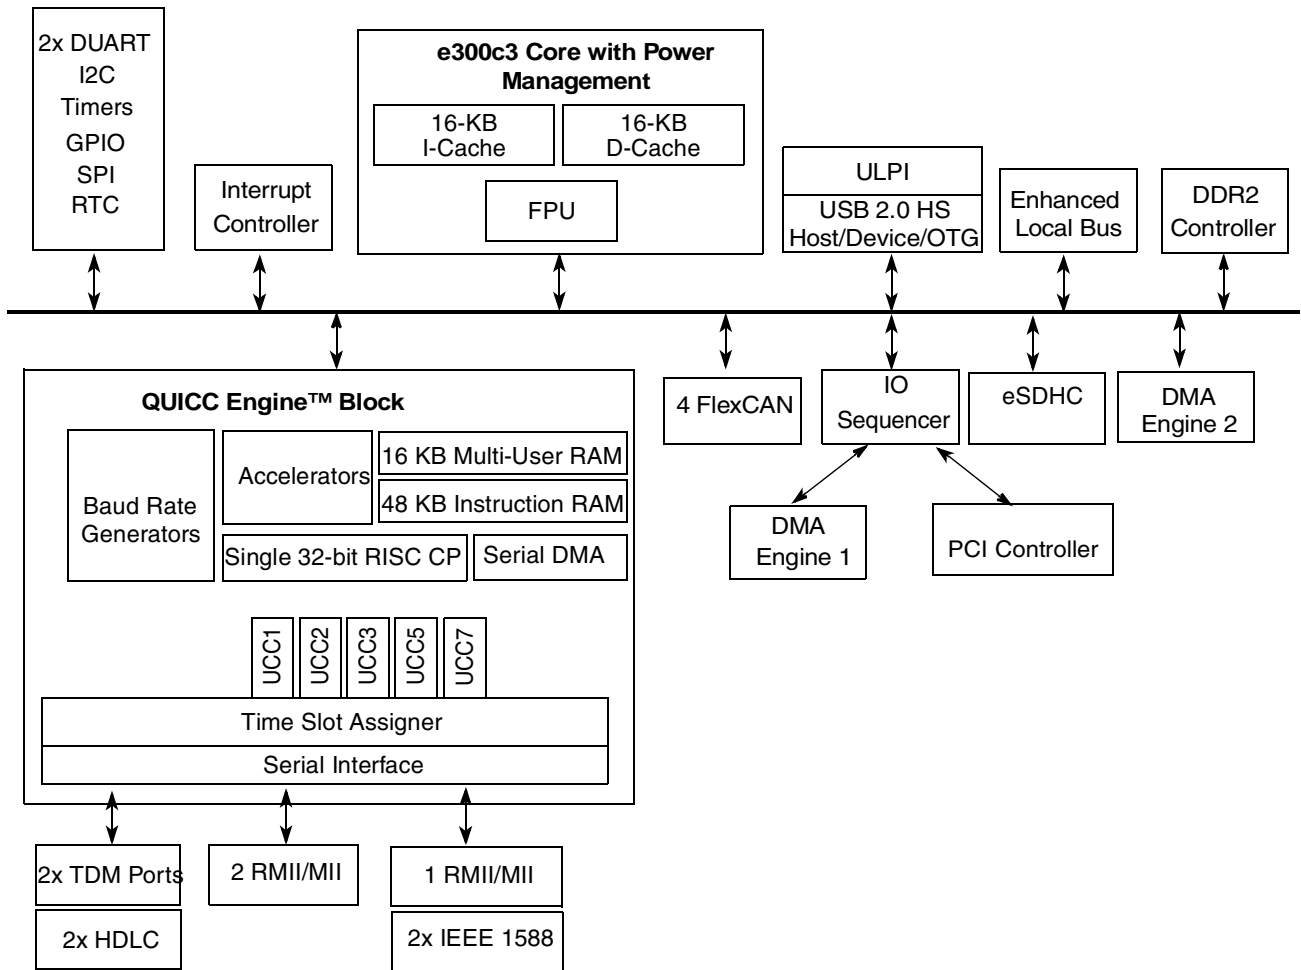 2x DUART
I2C
Timers
GPIO
SPI
RTC
Interrupt
Controller
e300c3 Core with Power
Management
16-KB
I-Cache
16-KB
D-Cache
FPU
ULPI
USB 2.0 HS
Host/Device/OTG
Enhanced
Local Bus
DDR2
Controller
QUICC Engine™ Block
Baud Rate
Generators
Accelerators
16 KB Multi-User RAM
48 KB Instruction RAM
Single 32-bit RISC CP
Serial DMA
UCC1
UCC2
UCC3
UCC5
UCC7
Time Slot Assigner
Serial Interface
4 FlexCAN
IO
Sequencer
eSDHC
DMA
Engine 2
DMA
Engine 1
PCI Controller
2x TDM Ports
2x HDLC
2 RMII/MII
1 RMII/MII
2x IEEE 1588